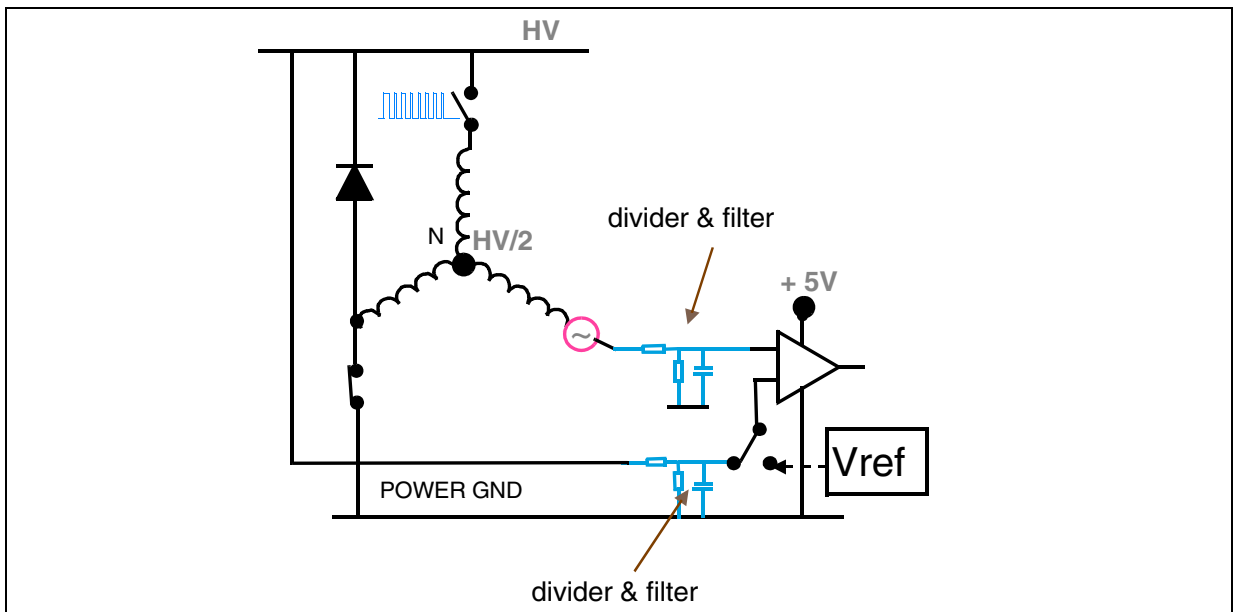 HV
N
HV/2
divider & filter
+ 5V
~
Vref
POWER GND
divider & filter